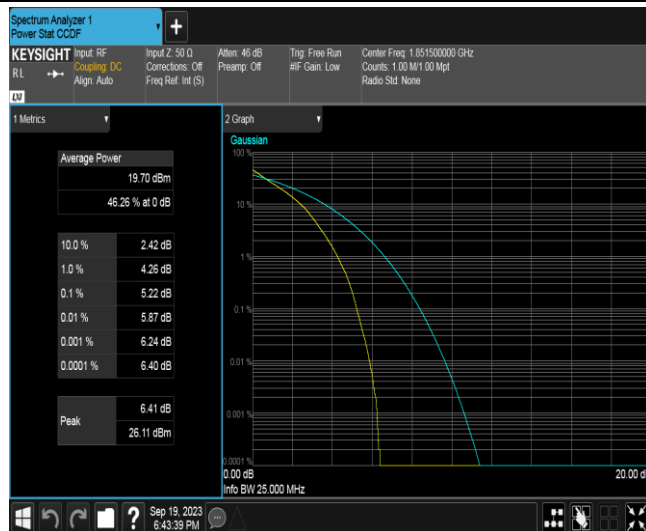 Spectrum Analyzer 1
Power Stat CCDF
+
KEYSIGHT
RL
LXI
Input: RF
Coupling: DC
Align: Auto
Input Z: 50 Ω
Corrections: Off
Freq Ref: Int (S)
Atten: 46 dB
Preamp: Off
Trig: Free Run
#IF Gain: Low
Center Freq: 1.851500000 GHz
Counts: 1.00 M/1.00 Mpt
Radio Std: None
1 Metrics
Average Power
19.70 dBm
46.26 % at 0 dB
10.0 % 2.42 dB
1.0 % 4.26 dB
0.1 % 5.22 dB
0.01 % 5.87 dB
0.001 % 6.24 dB
0.0001 % 6.40 dB
Peak
6.41 dB
26.11 dBm
2 Graph
Gaussian
100 %
10 %
1 %
0.1 %
0.01 %
0.001 %
0.0001 %
0.00 dB
20.00 d
Info BW 25.000 MHz
?
Sep 19, 2023
6:43:39 PM